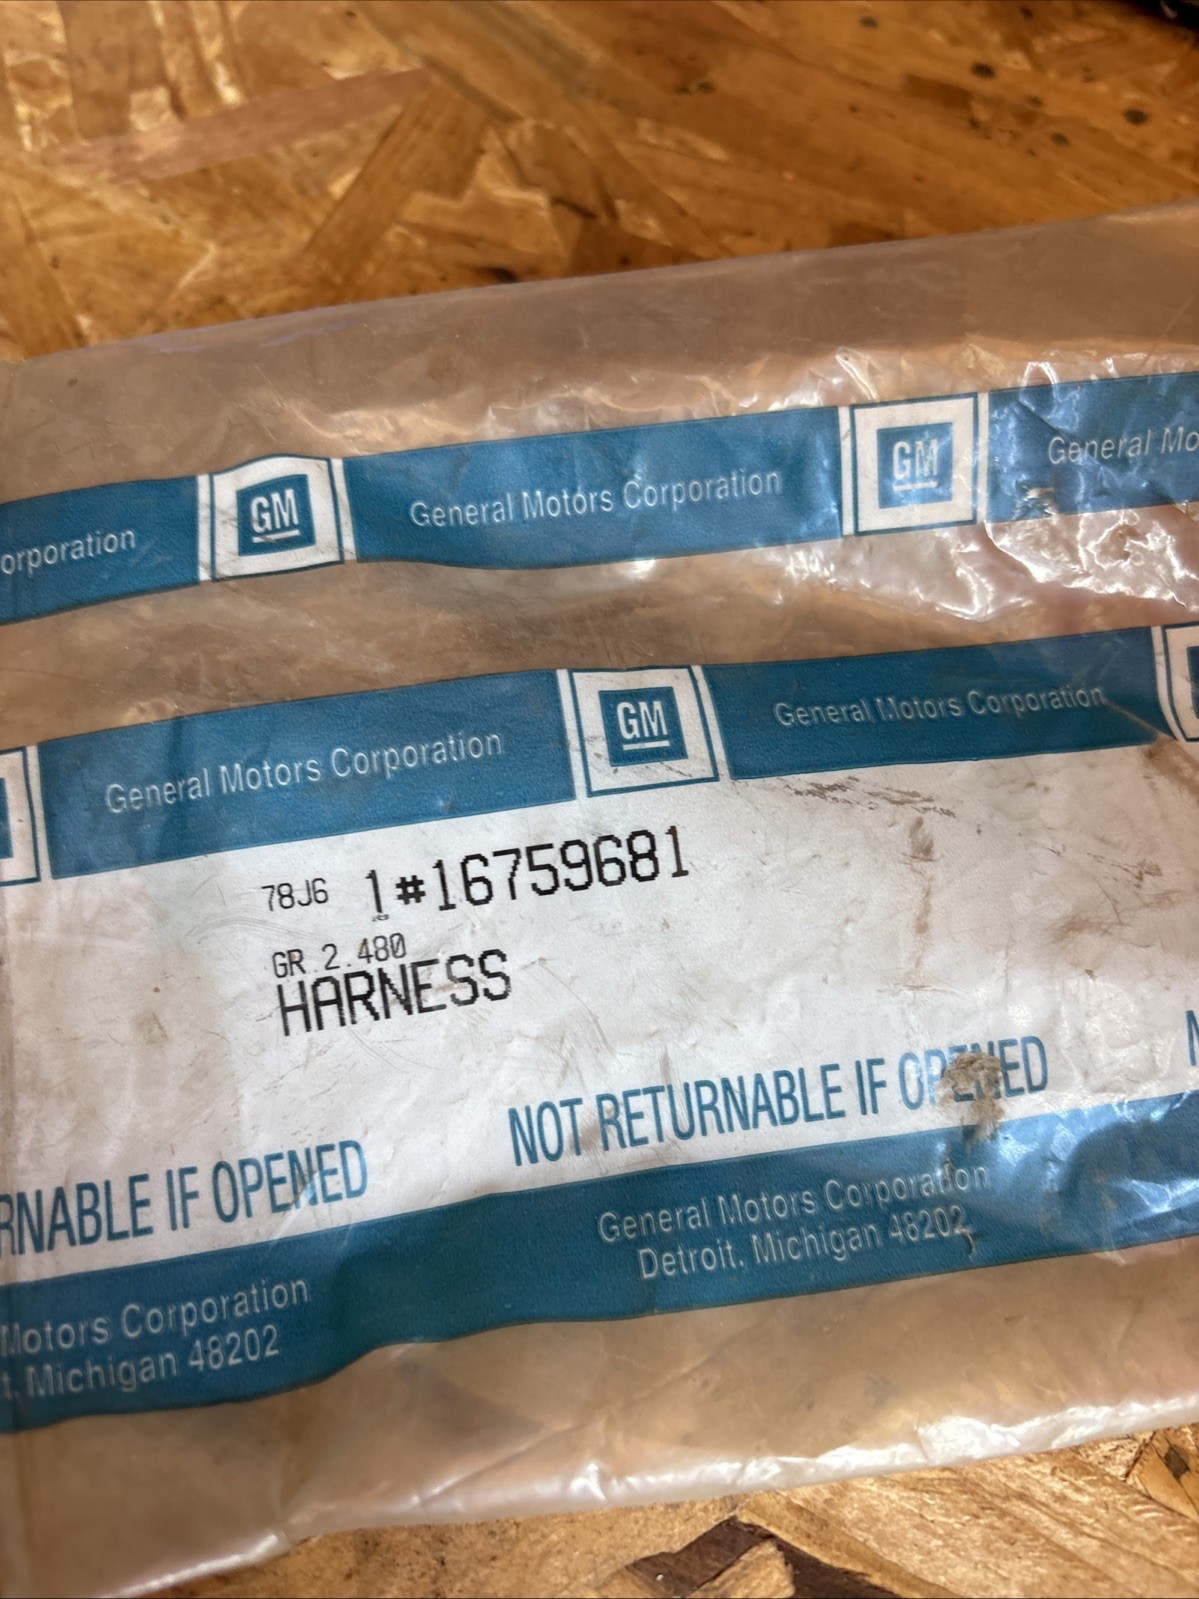 orporation GM General Motors Corporation GM General Mo
General Motors Corporation GM General Motors Corporation
78J6 1#16759681
GR 2.480
HARNESS
NOT RETURNABLE IF OPENED
RNABLE IF OPENED
General Motors Corporation
Detroit, Michigan 48202
Motors Corporation
t, Michigan 48202